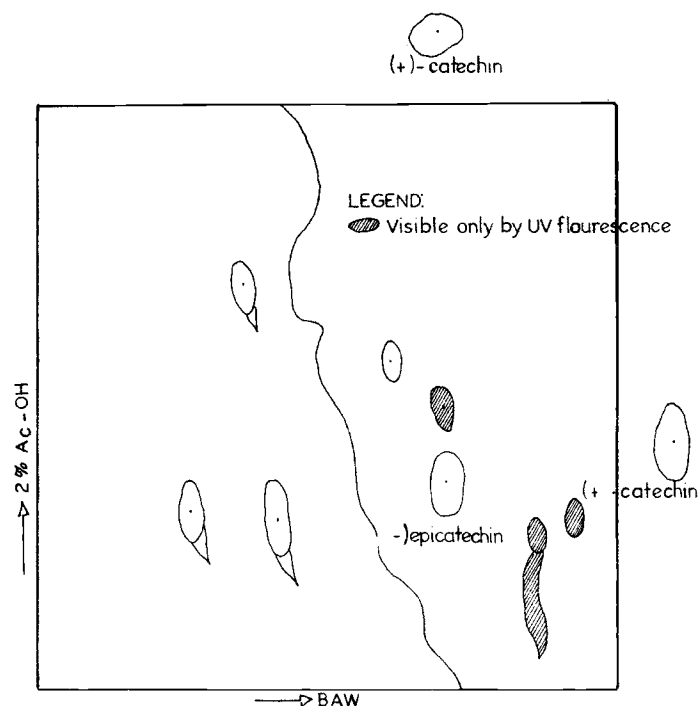 (+)-catechin
LEGEND:
Visible only by UV flourescence
2% Ac-OH
(+ -catechin
-)epicatechin
BAW